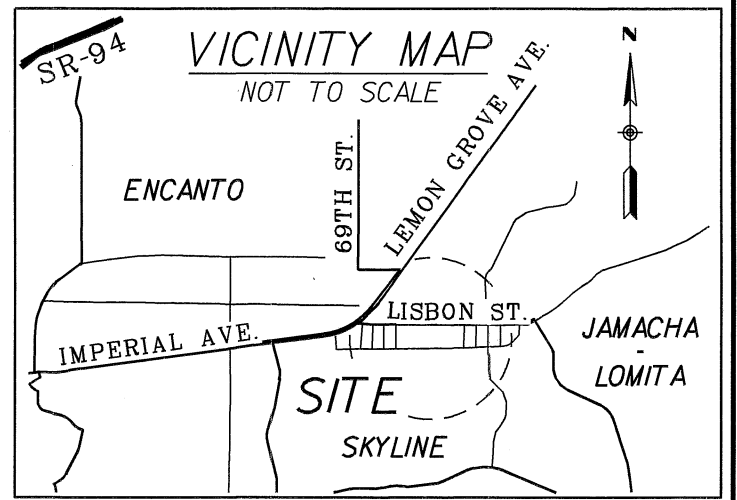 SR-94
VICINITY MAP
NOT TO SCALE
N
LEMON GROVE AVE.
69TH ST.
ENCANTO
LISBON ST.
IMPERIAL AVE.
JAMACHA
-
LOMITA
SITE
SKYLINE